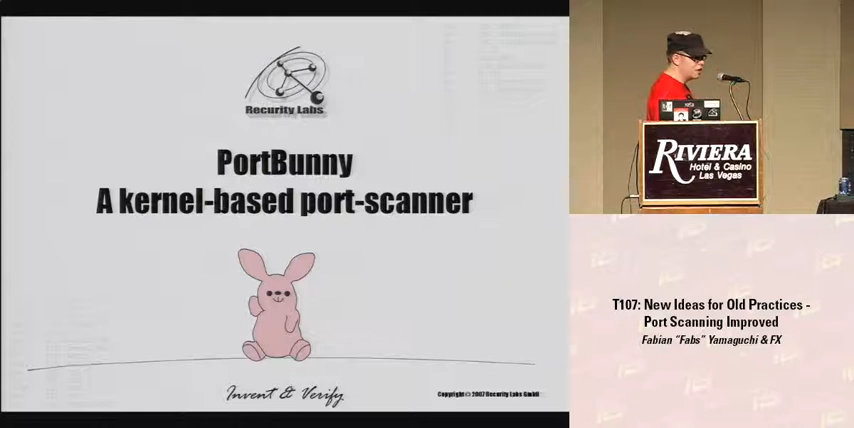 Recurity Labs
PortBunny
A kernel-based port-scanner
Invent & Verify
Copyright © 2007 Recurity Labs GmbH
RIVIERA
Hotel & Casino
Las Vegas
T107: New Ideas for Old Practices -
Port Scanning Improved
Fabian "Fabs" Yamaguchi & FX